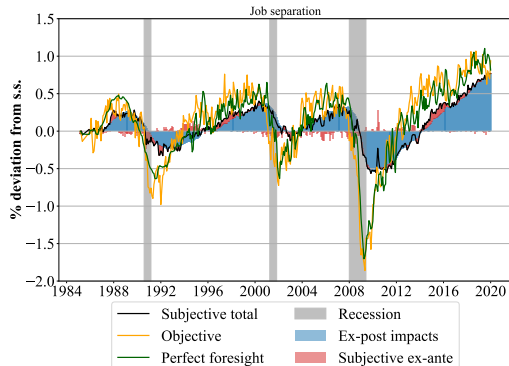 Job separation
% deviation from s.s.
1.5
1.0
0.5
0.0
−0.5
−1.0
−1.5
−2.0
1984 1988 1992 1996 2000 2004 2008 2012 2016 2020
Subjective total
Objective
Perfect foresight
Recession
Ex-post impacts
Subjective ex-ante